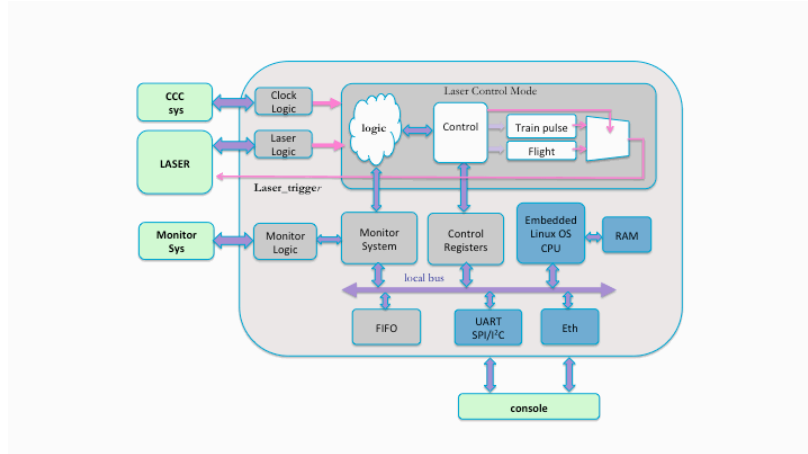 Laser Control Mode
CCC
sys
Clock
Logic
logic
Control
Train pulse
Flight
LASER
Laser
Logic
Laser_trigger
Monitor
Sys
Monitor
Logic
Monitor
System
Control
Registers
Embedded
Linux OS
CPU
RAM
local bus
FIFO
UART
SPI/I²C
Eth
console